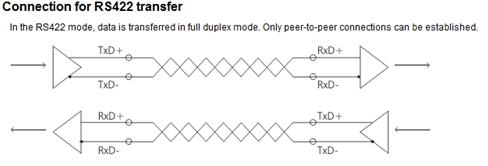 Connection for RS422 transfer
In the RS422 mode, data is transferred in full duplex mode. Only peer-to-peer connections can be established.
TxD+ RxD+
TxD- RxD-
RxD+ TxD+
RxD- TxD-